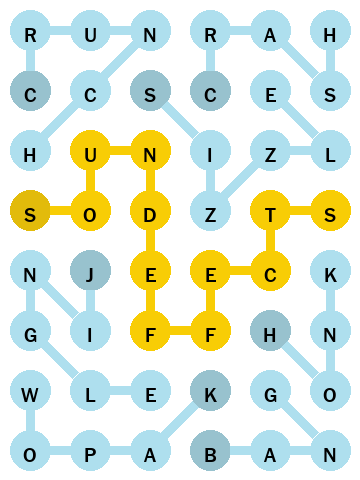 R U N R A H
C C S C E S
H U N I Z L
S O D Z T S
N J E E C K
G I F F H N
W L E K G O
O P A B A N